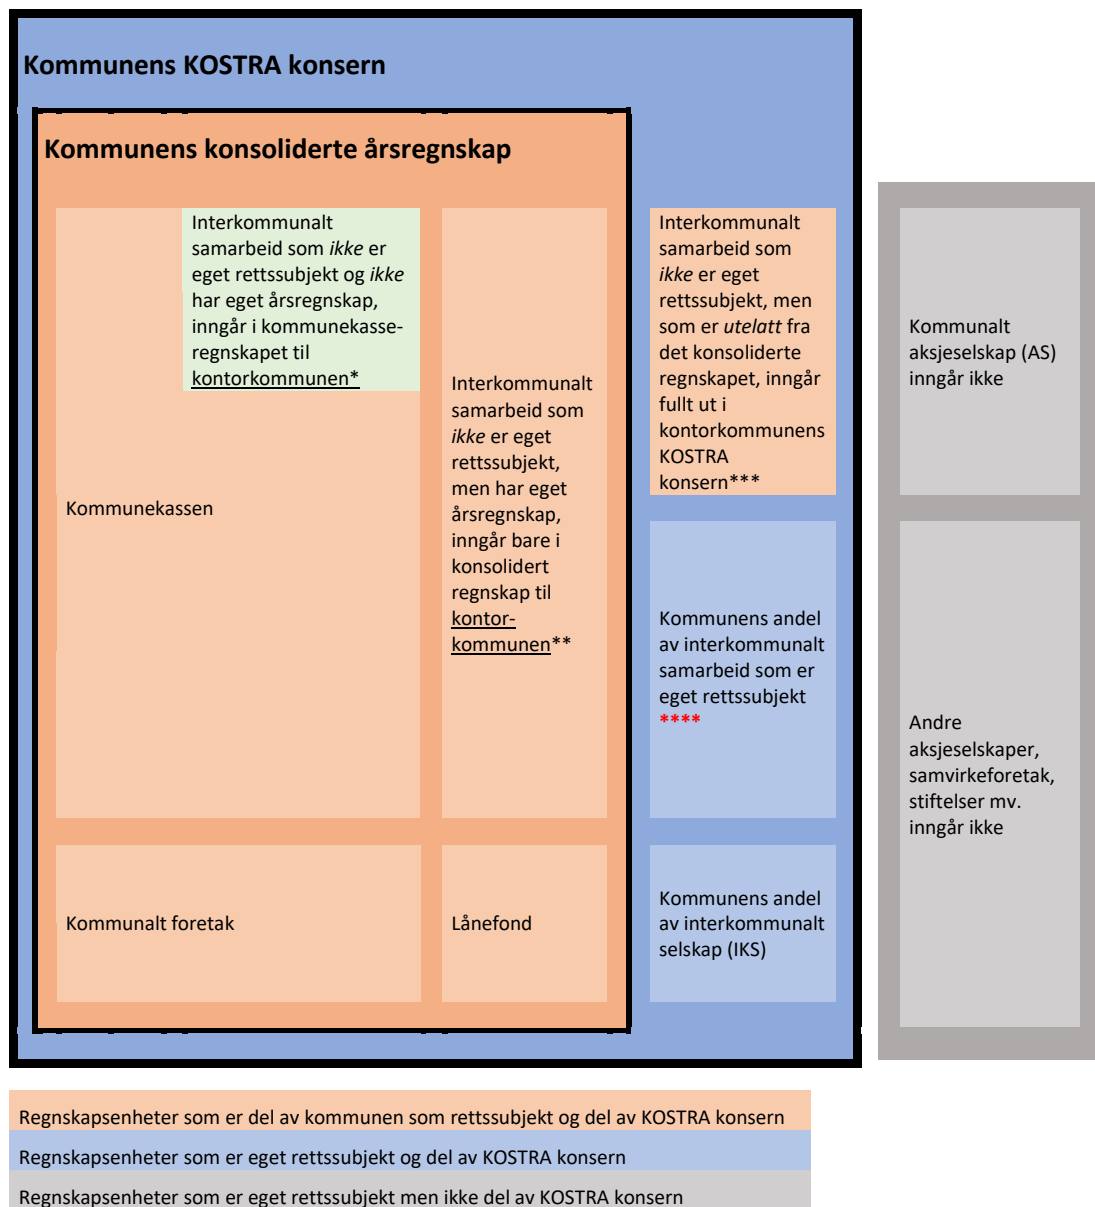 Kommunens KOSTRA konsern
Kommunens konsoliderte årsregnskap
Interkommunalt
samarbeid som ikke er
eget rettssubjekt og ikke
har eget årsregnskap,
inngår i kommunekasse-
regnskapet til
kontorkommunen*
Kommunekassen
Interkommunalt
samarbeid som
ikke er eget
rettssubjekt,
men har eget
årsregnskap,
inngår bare i
konsolidert
regnskap til
kontor-
kommunen**
Interkommunalt
samarbeid som
ikke er eget
rettssubjekt, men
som er utelatt fra
det konsoliderte
regnskapet, inngår
fullt ut i
kontorkommunens
KOSTRA
konsern***
Kommunens andel
av interkommunalt
samarbeid som er
eget rettssubjekt
****
Kommunalt foretak
Lånefond
Kommunens andel
av interkommunalt
selskap (IKS)
Kommunalt
aksjeselskap (AS)
inngår ikke
Andre
aksjeselskaper,
samvirkeforetak,
stiftelser mv.
inngår ikke
Regnskapsenheter som er del av kommunen som rettssubjekt og del av KOSTRA konsern
Regnskapsenheter som er eget rettssubjekt og del av KOSTRA konsern
Regnskapsenheter som er eget rettssubjekt men ikke del av KOSTRA konsern